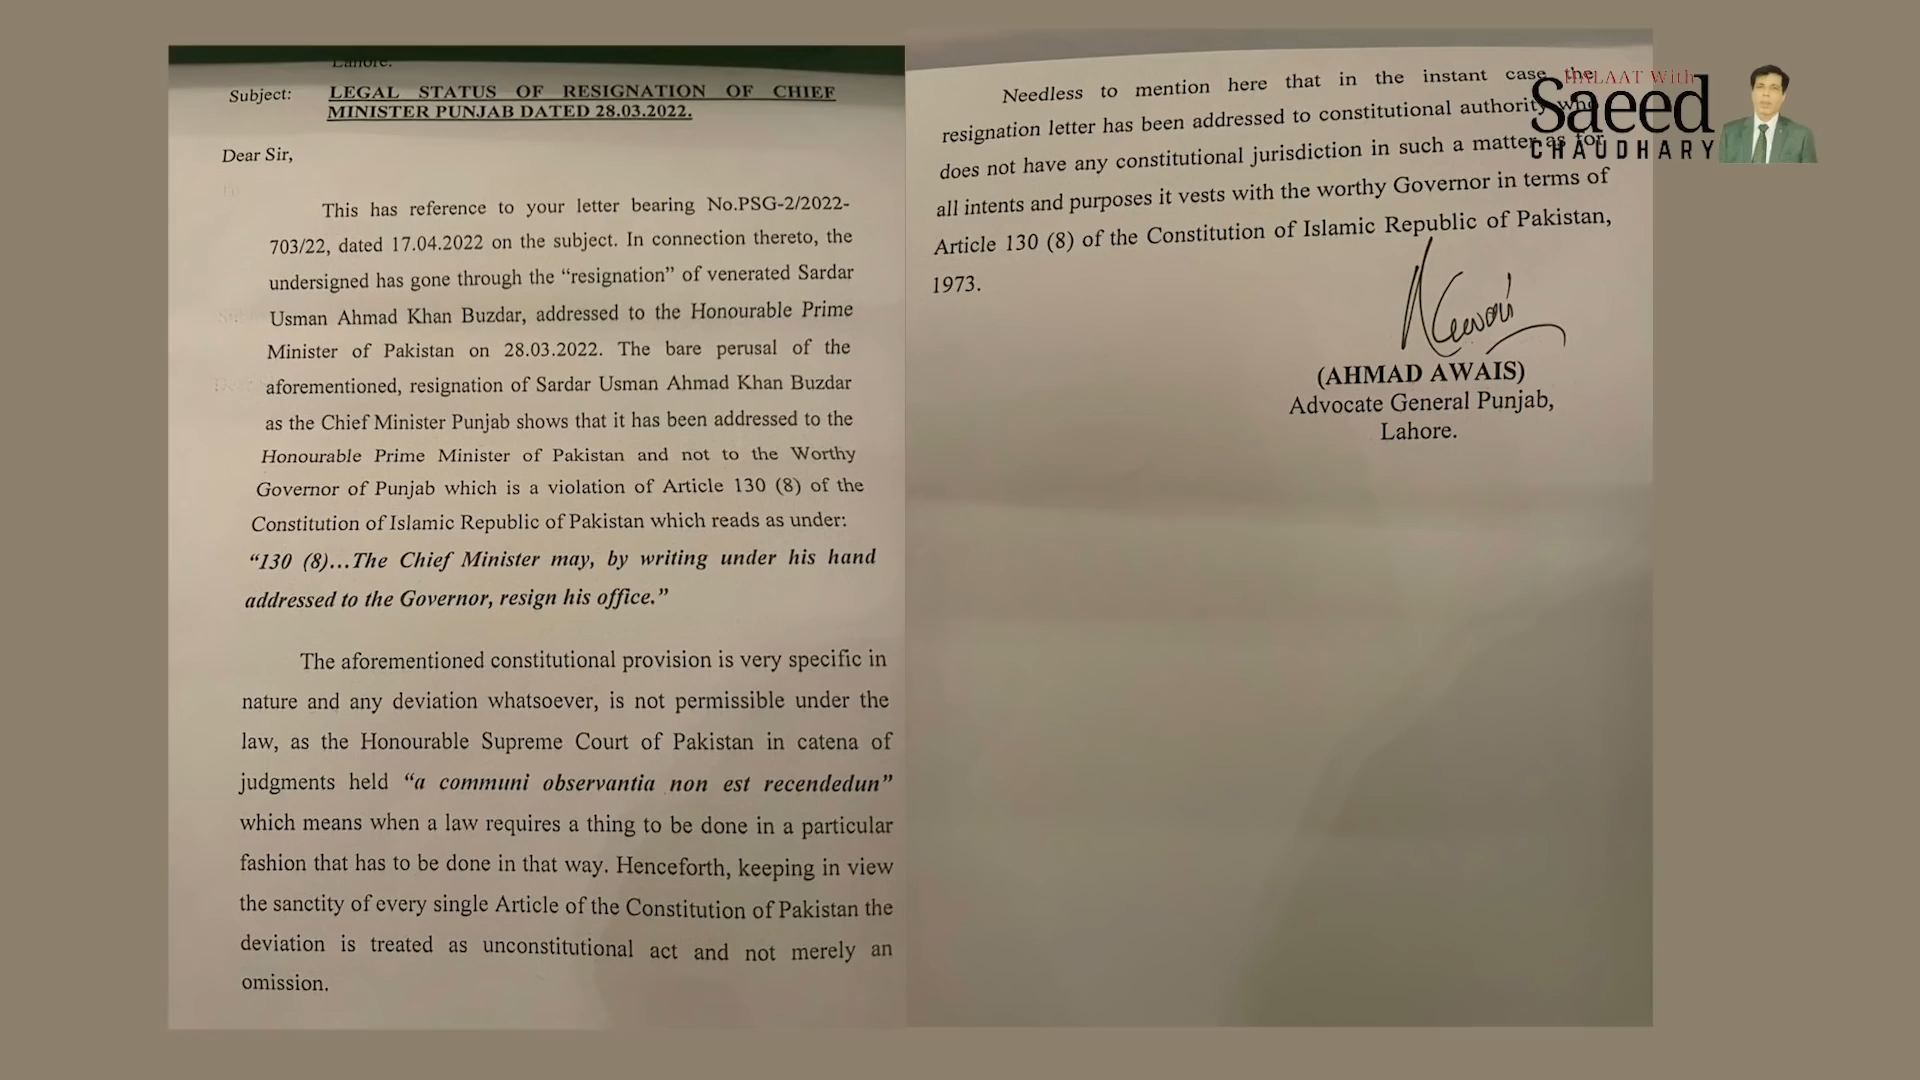 Lahore.
Subject: LEGAL STATUS OF RESIGNATION OF CHIEF
MINISTER PUNJAB DATED 28.03.2022.
Dear Sir,
This has reference to your letter bearing No.PSG-2/2022-
703/22, dated 17.04.2022 on the subject. In connection thereto, the
undersigned has gone through the “resignation” of venerated Sardar
Usman Ahmad Khan Buzdar, addressed to the Honourable Prime
Minister of Pakistan on 28.03.2022. The bare perusal of the
aforementioned, resignation of Sardar Usman Ahmad Khan Buzdar
as the Chief Minister Punjab shows that it has been addressed to the
Honourable Prime Minister of Pakistan and not to the Worthy
Governor of Punjab which is a violation of Article 130 (8) of the
Constitution of Islamic Republic of Pakistan which reads as under:
“130 (8)...The Chief Minister may, by writing under his hand
addressed to the Governor, resign his office.”
The aforementioned constitutional provision is very specific in
nature and any deviation whatsoever, is not permissible under the
law, as the Honourable Supreme Court of Pakistan in catena of
judgments held “a communi observantia non est recendedun”
which means when a law requires a thing to be done in a particular
fashion that has to be done in that way. Henceforth, keeping in view
the sanctity of every single Article of the Constitution of Pakistan the
deviation is treated as unconstitutional act and not merely an
omission.
Needless to mention here that in the instant case the
resignation letter has been addressed to constitutional authority who
does not have any constitutional jurisdiction in such a matter as for
all intents and purposes it vests with the worthy Governor in terms of
Article 130 (8) of the Constitution of Islamic Republic of Pakistan,
1973.
(AHMAD AWAIS)
Advocate General Punjab,
Lahore.
HALAAT With
Saeed
CHAUDHARY